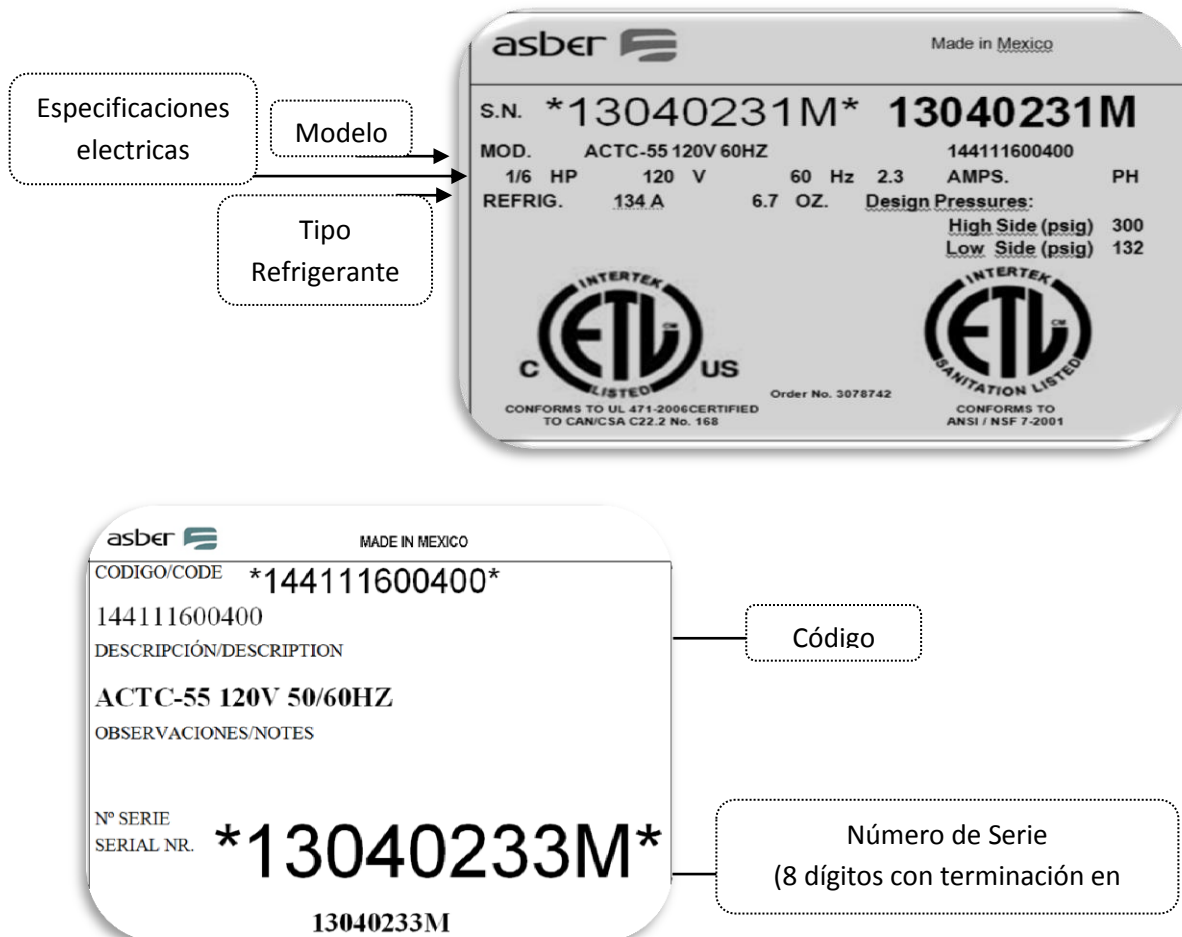 asber
Made in Mexico
Especificaciones
electricas
Modelo
Tipo
Refrigerante
S.N. *13040231M* 13040231M
MOD. ACTC-55 120V 60HZ 144111600400
1/6 HP 120 V 60 Hz 2.3 AMPS. PH
REFRIG. 134 A 6.7 OZ. Design Pressures:
High Side (psig) 300
Low Side (psig) 132
INTERTEK
ETL CM
C US
LISTED
CONFORMS TO UL 471-2006CERTIFIED
TO CAN/CSA C22.2 No. 168
Order No. 3078742
INTERTEK
ETL CM
SANITATION LISTED
CONFORMS TO
ANSI / NSF 7-2001
asber
MADE IN MEXICO
CODIGO/CODE *144111600400*
144111600400
DESCRIPCIÓN/DESCRIPTION
ACTC-55 120V 50/60HZ
OBSERVACIONES/NOTES
Código
Nº SERIE
SERIAL NR. *13040233M*
13040233M
Número de Serie
(8 dígitos con terminación en